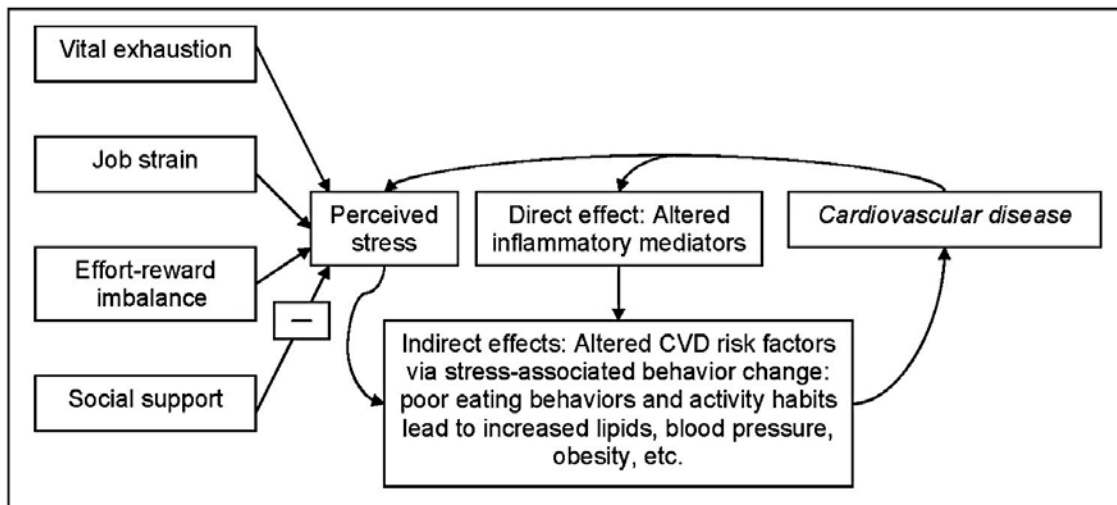 Vital exhaustion
Job strain
Effort-reward
imbalance
Social support
—
Perceived
stress
Direct effect: Altered
inflammatory mediators
Cardiovascular disease
Indirect effects: Altered CVD risk factors
via stress-associated behavior change:
poor eating behaviors and activity habits
lead to increased lipids, blood pressure,
obesity, etc.